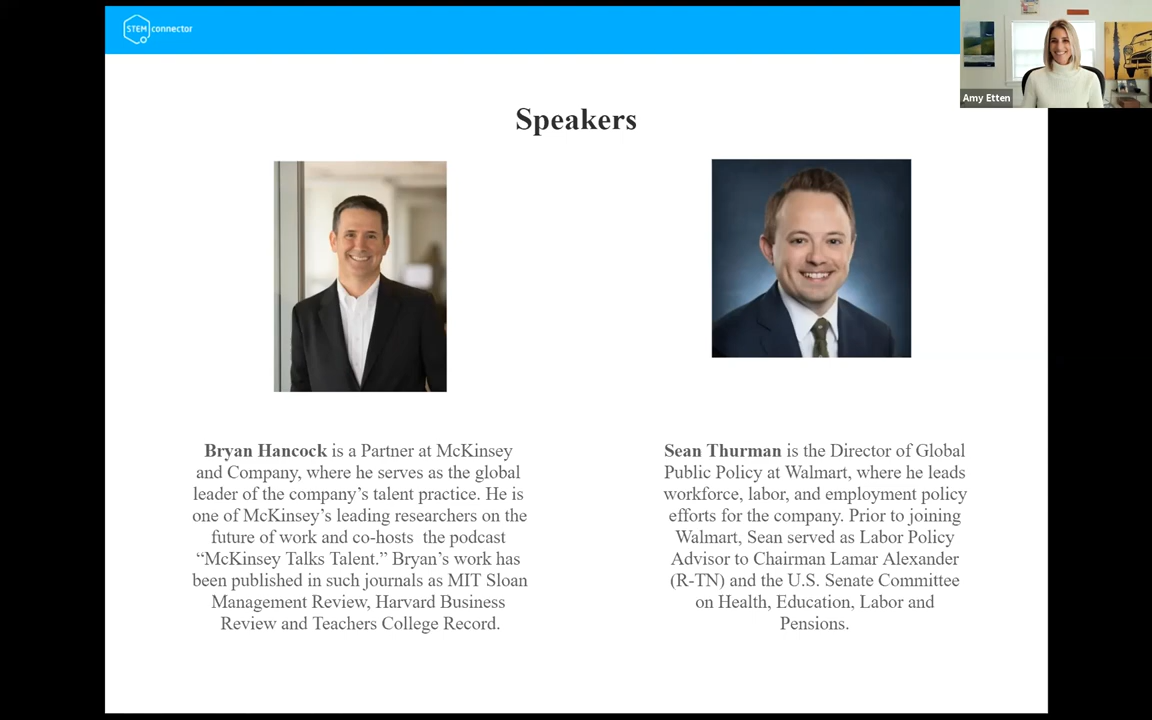 STEM connector
Amy Etten
Speakers
Bryan Hancock is a Partner at McKinsey
and Company, where he serves as the global
leader of the company’s talent practice. He is
one of McKinsey’s leading researchers on the
future of work and co-hosts  the podcast
“McKinsey Talks Talent.” Bryan’s work has
been published in such journals as MIT Sloan
Management Review, Harvard Business
Review and Teachers College Record.
Sean Thurman is the Director of Global
Public Policy at Walmart, where he leads
workforce, labor, and employment policy
efforts for the company. Prior to joining
Walmart, Sean served as Labor Policy
Advisor to Chairman Lamar Alexander
(R-TN) and the U.S. Senate Committee
on Health, Education, Labor and
Pensions.